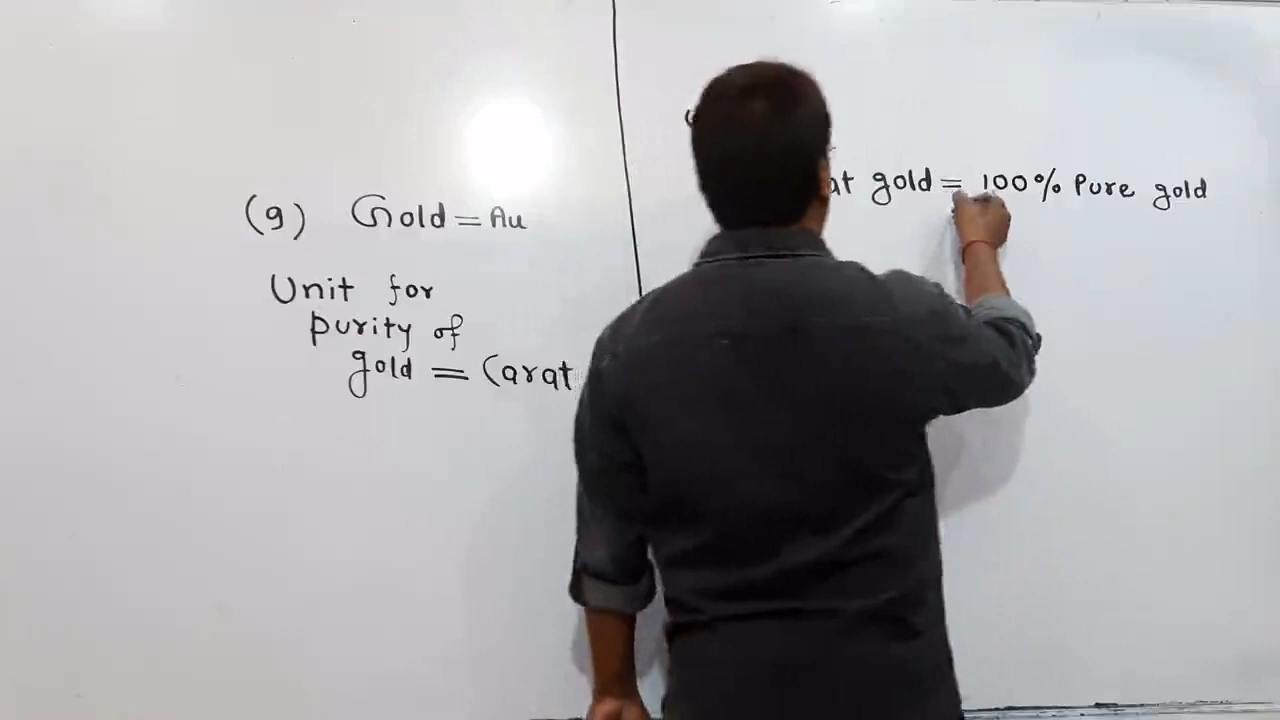 (9) Gold = Au
Unit for
purity of
gold = Carat
at gold = 100% Pure gold